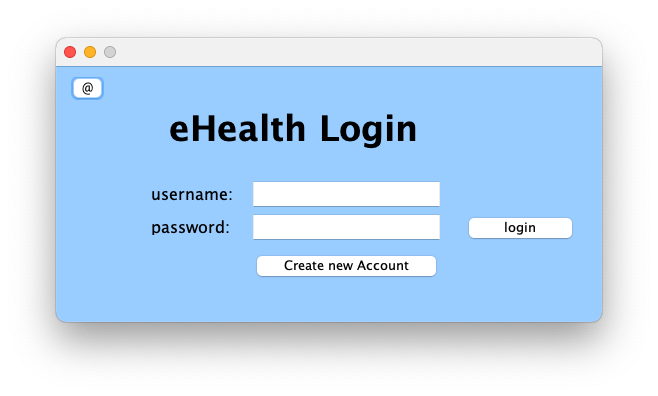 @
eHealth Login
username:
password:
login
Create new Account